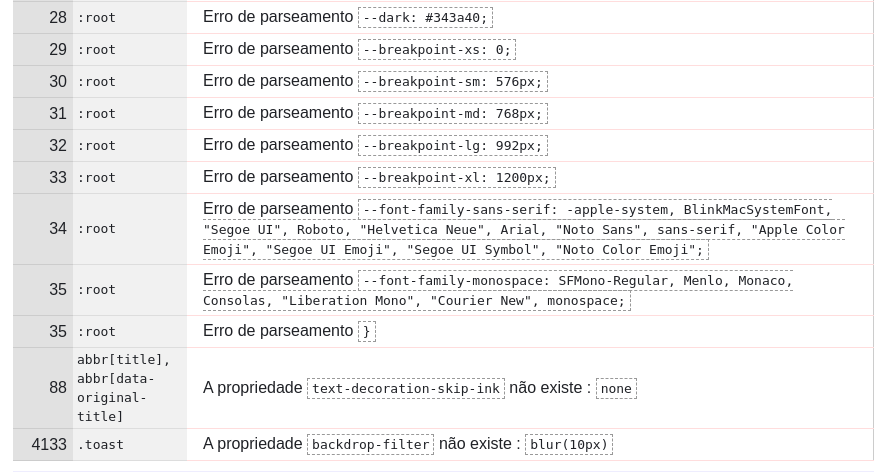 28 :root Erro de parseamento --dark: #343a40;
29 :root Erro de parseamento --breakpoint-xs: 0;
30 :root Erro de parseamento --breakpoint-sm: 576px;
31 :root Erro de parseamento --breakpoint-md: 768px;
32 :root Erro de parseamento --breakpoint-lg: 992px;
33 :root Erro de parseamento --breakpoint-xl: 1200px;
34 :root Erro de parseamento --font-family-sans-serif: -apple-system, BlinkMacSystemFont,
"Segoe UI", Roboto, "Helvetica Neue", Arial, "Noto Sans", sans-serif, "Apple Color
Emoji", "Segoe UI Emoji", "Segoe UI Symbol", "Noto Color Emoji";
35 :root Erro de parseamento --font-family-monospace: SFMono-Regular, Menlo, Monaco,
Consolas, "Liberation Mono", "Courier New", monospace;
35 :root Erro de parseamento }
88 abbr[title],
abbr[data-
original-
title]
A propriedade text-decoration-skip-ink não existe : none
4133 .toast A propriedade backdrop-filter não existe : blur(10px)